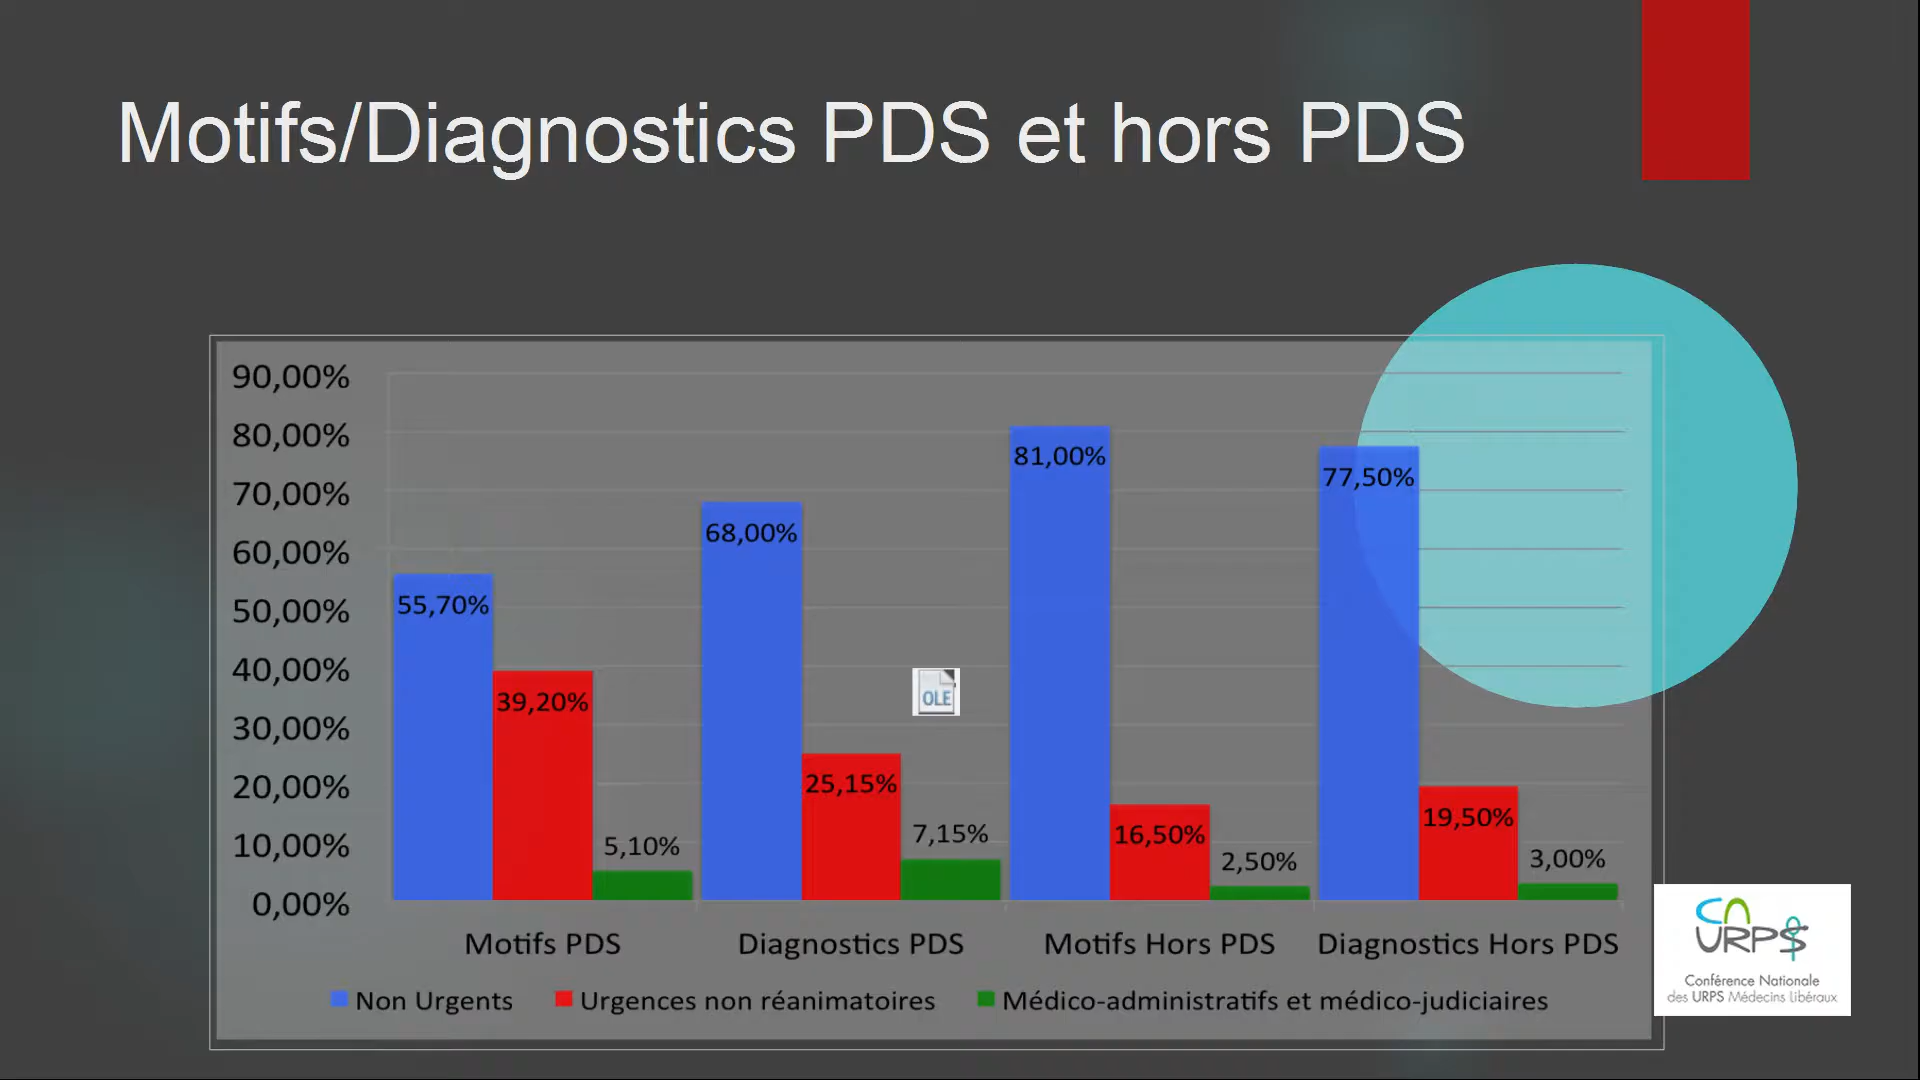 Motifs/Diagnostics PDS et hors PDS
90,00%
80,00%
70,00%
60,00%
50,00%
40,00%
30,00%
20,00%
10,00%
0,00%
55,70%
39,20%
5,10%
68,00%
25,15%
7,15%
81,00%
16,50%
2,50%
77,50%
19,50%
3,00%
OLE
Motifs PDS
Diagnostics PDS
Motifs Hors PDS
Diagnostics Hors PDS
Non Urgents
Urgences non réanimatoires
Médico-administratifs et médico-judiciaires
CN
URPS
Conférence Nationale
des URPS Médecins Libéraux